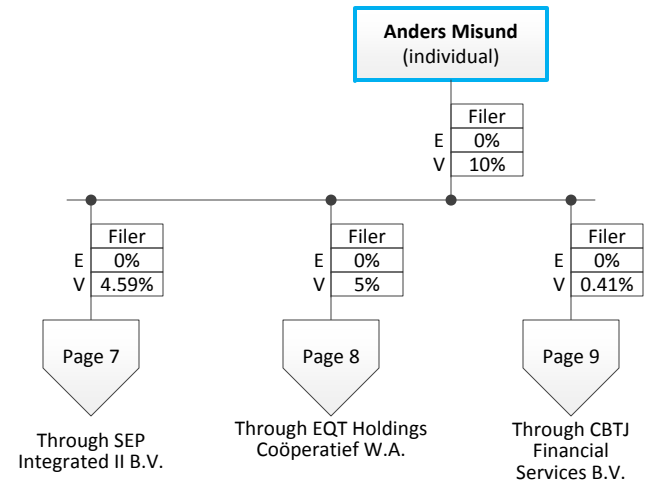 Anders Misund
(individual)
Filer
E 0%
V 10%
Filer
E 0%
V 4.59%
Page 7
Through SEP
Integrated II B.V.
Filer
E 0%
V 5%
Page 8
Through EQT Holdings
Coöperatief W.A.
Filer
E 0%
V 0.41%
Page 9
Through CBTJ
Financial
Services B.V.